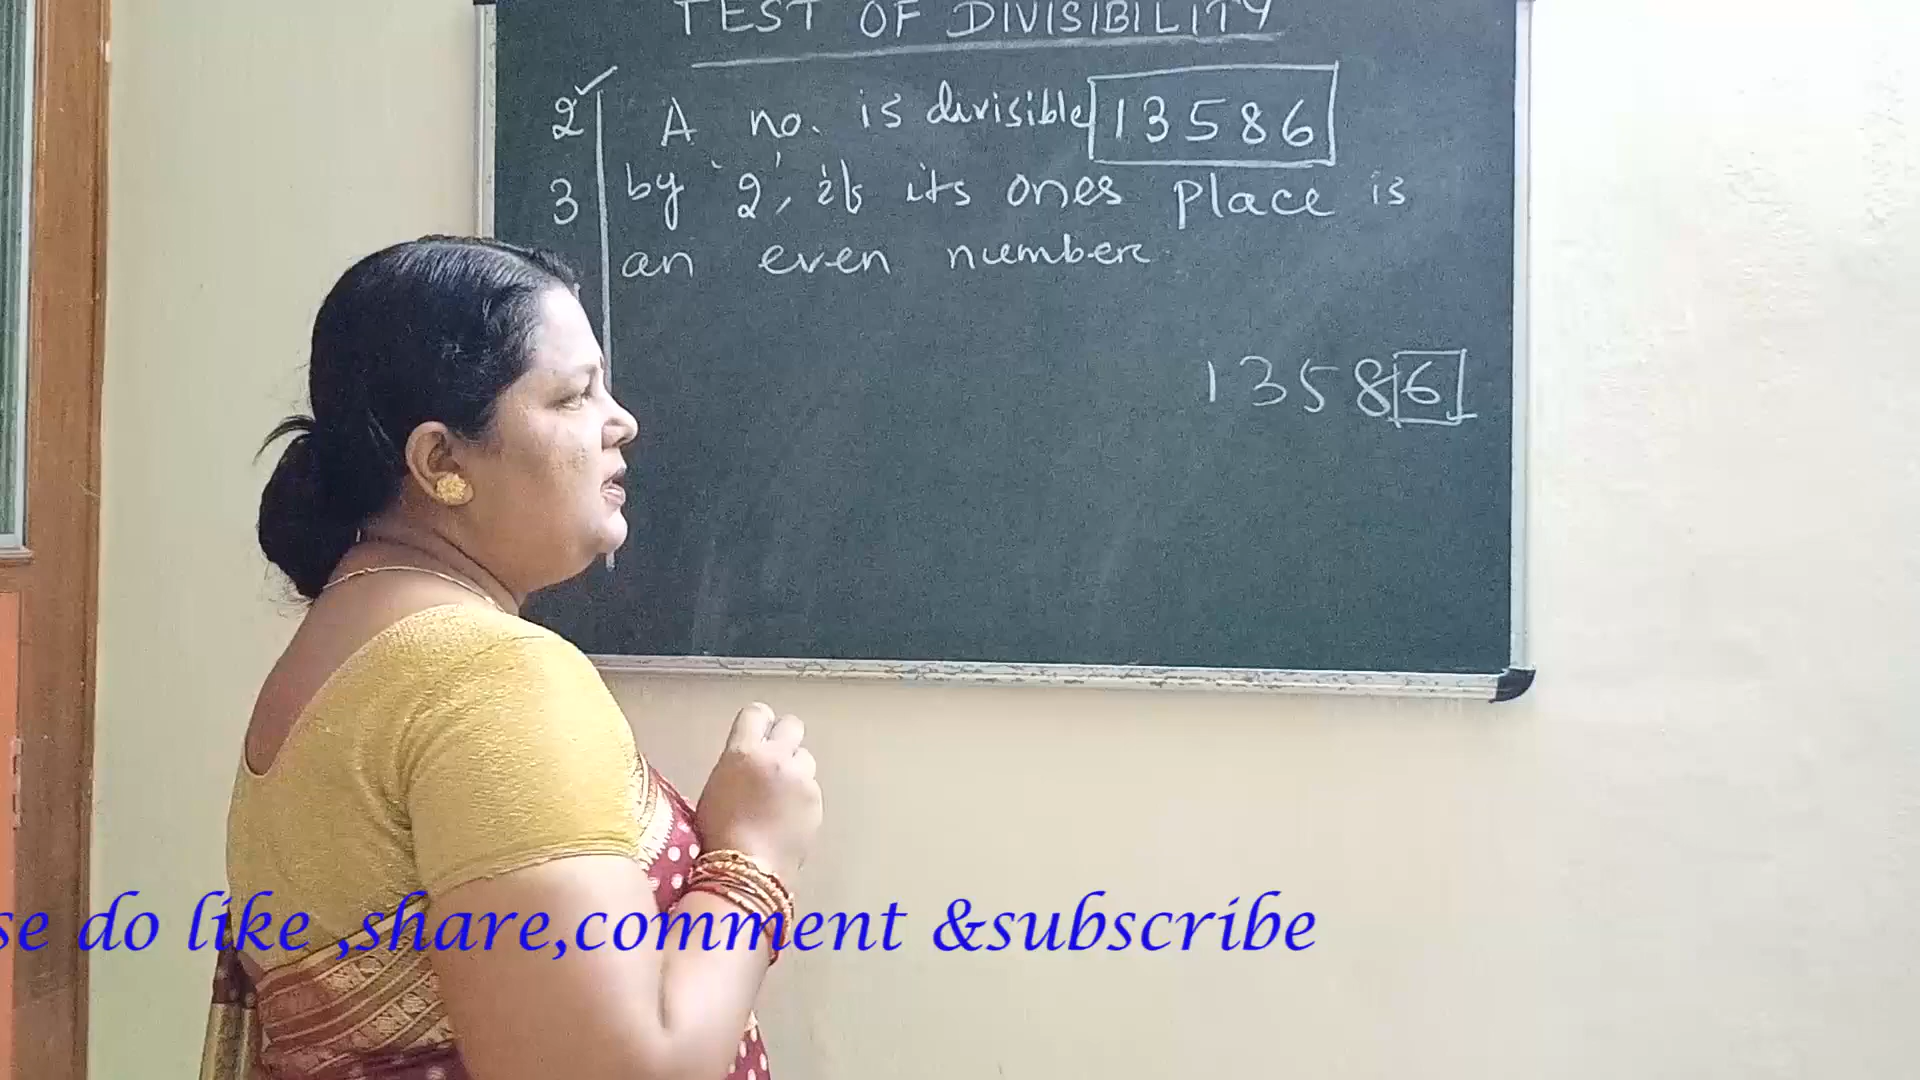 TEST OF DIVISIBILITY
2 ✓ A no. is divisible 13586
3 by '2', if its ones place is
an even number
13586
se do like ,share,comment &subscribe